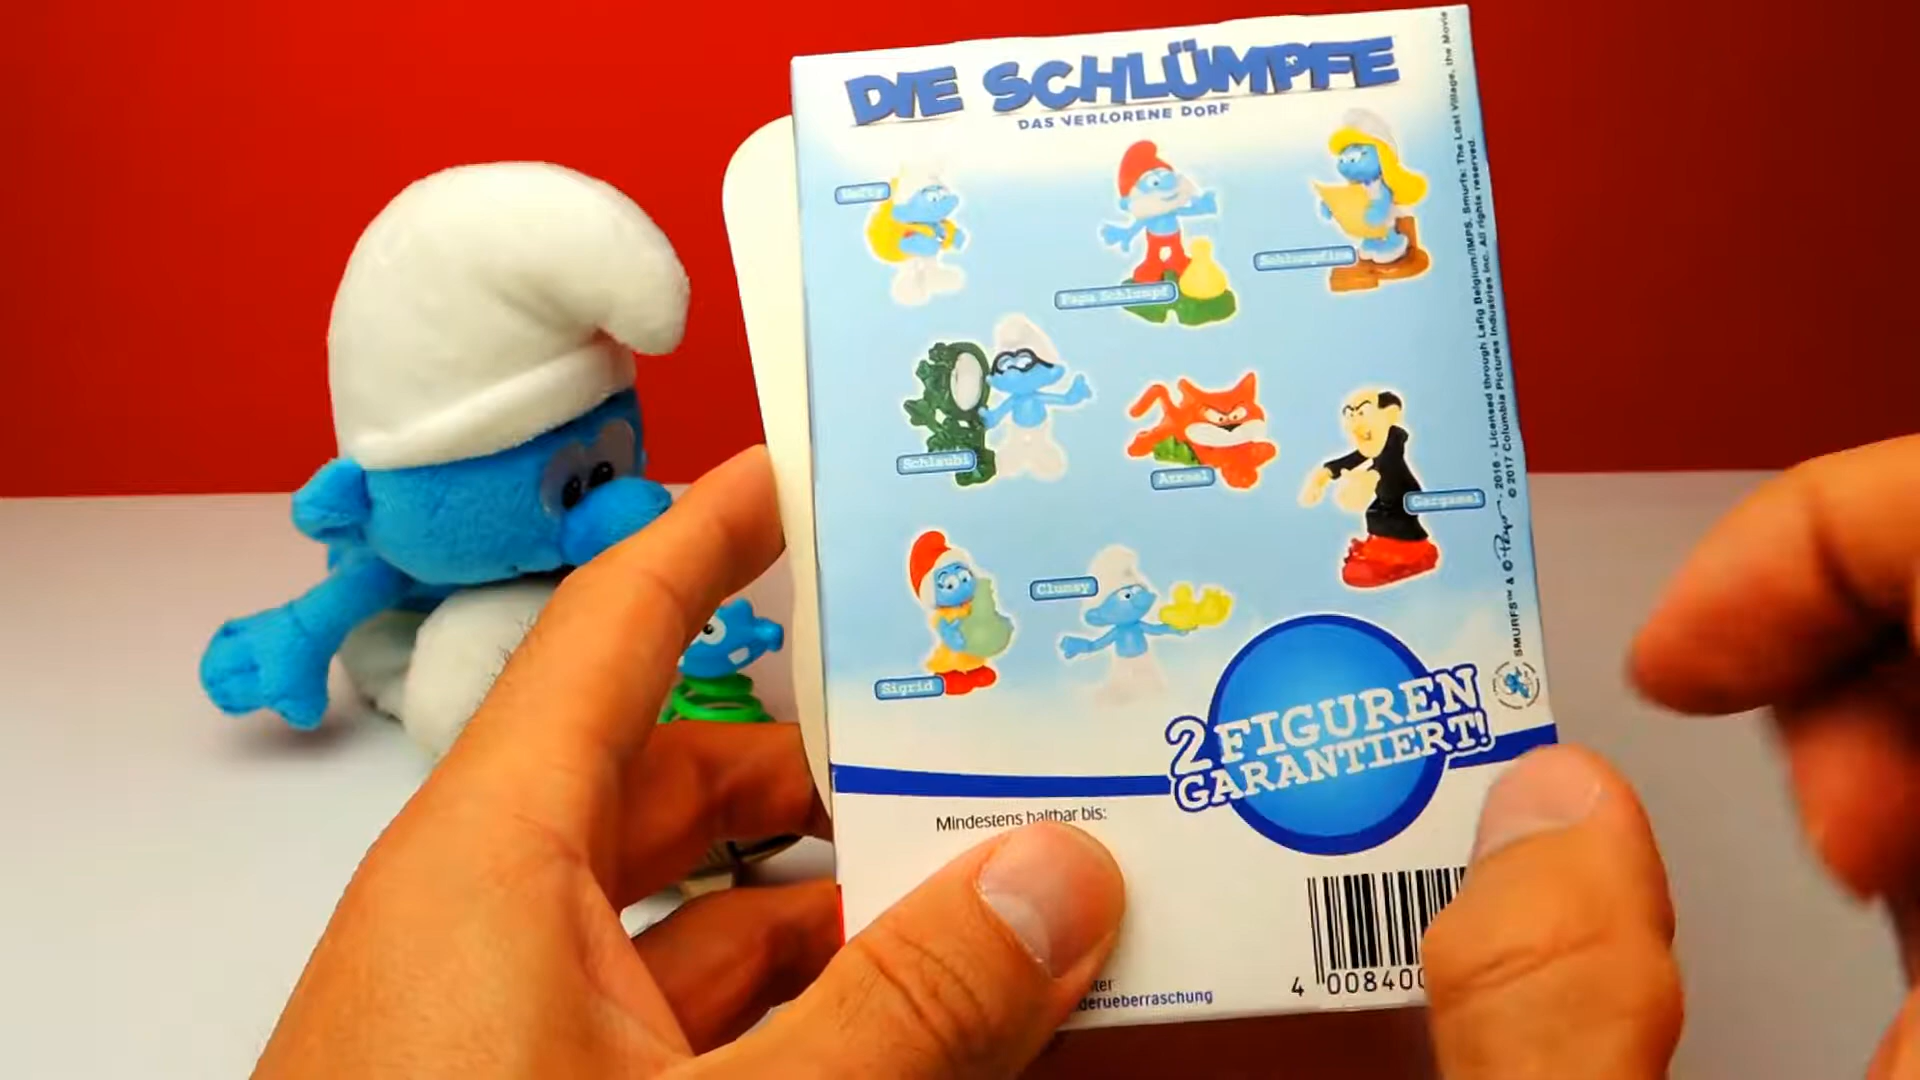 DIE SCHLÜMPFE
DAS VERLORENE DORF
Hefty
Papa Schlumpf
Schlumpfine
Schlaubi
Azrael
Gargamel
Sigrid
Clumsy
2 FIGUREN
GARANTIERT!
Mindestens haltbar bis:
derueberraschung
4 008400
SMURFS™ & © Peyo - 2016 - Licensed through Lafig Belgium/IMPS. Smurfs: The Lost Village, the Movie
© 2017 Columbia Pictures Industries Inc. All rights reserved.